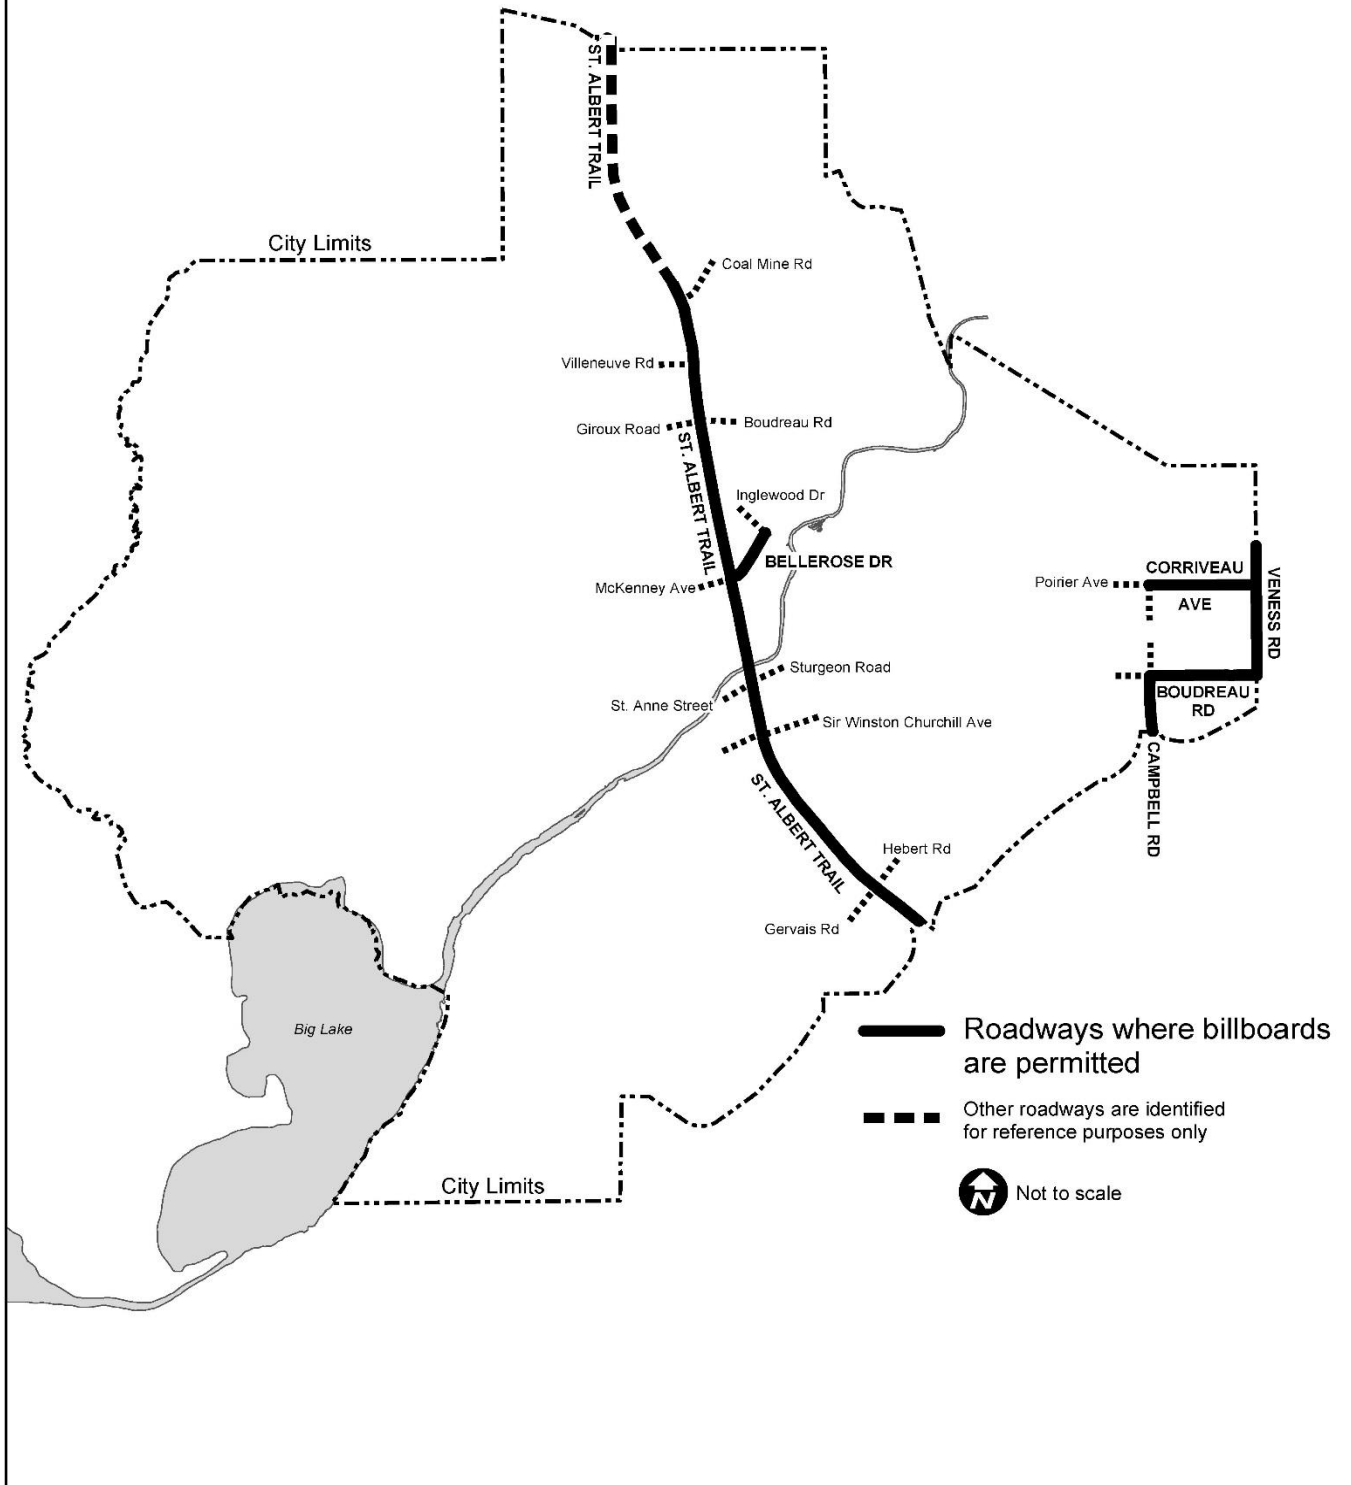 ST. ALBERT TRAIL
City Limits
Coal Mine Rd
Villeneuve Rd
Giroux Road
Boudreau Rd
ST. ALBERT TRAIL
Inglewood Dr
BELLEROSE DR
McKenney Ave
Poirier Ave
CORRIVEAU
AVE
VENESS RD
Sturgeon Road
St. Anne Street
BOUDREAU
RD
Sir Winston Churchill Ave
CAMPBELL RD
ST. ALBERT TRAIL
Hebert Rd
Gervais Rd
Big Lake
Roadways where billboards
are permitted
Other roadways are identified
for reference purposes only
City Limits
N
Not to scale